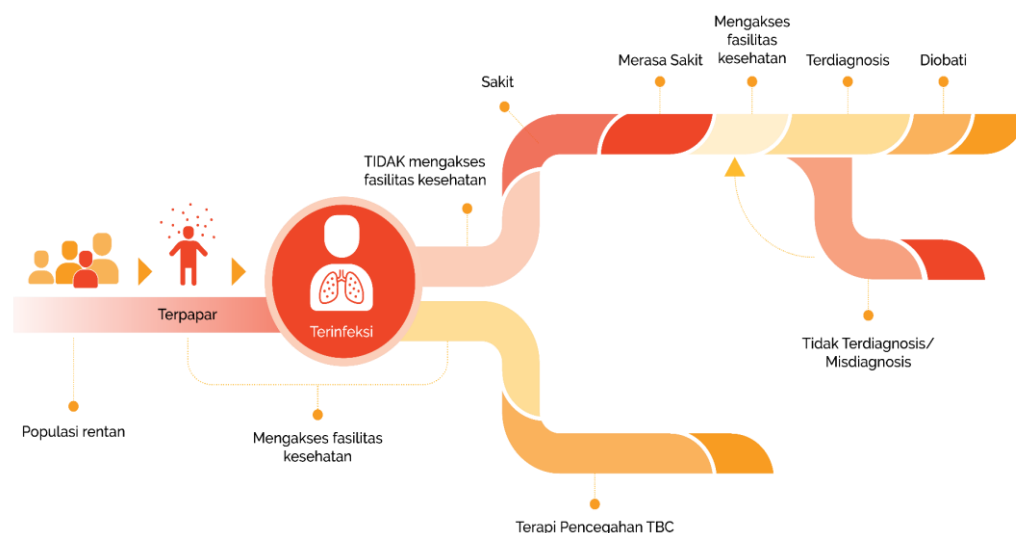 Mengakses
fasilitas
kesehatan
Merasa Sakit
Terdiagnosis
Diobati
Sakit
TIDAK mengakses
fasilitas kesehatan
Terpapar
Terinfeksi
Tidak Terdiagnosis/
Misdiagnosis
Populasi rentan
Mengakses fasilitas
kesehatan
Terapi Pencegahan TBC